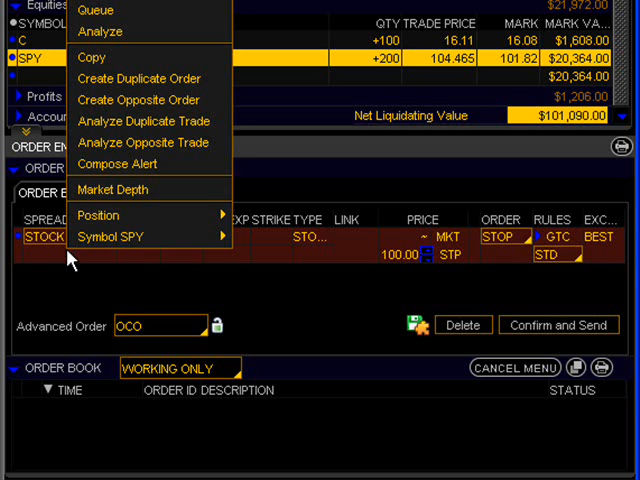 Equities $21,972.00
Queue
SYMBOL QTY TRADE PRICE MARK MARK VA...
Analyze
C +100 16.11 16.08 $1,608.00
SPY +200 104.465 101.82 $20,364.00
Copy
Create Duplicate Order $20,364.00
Profits Create Opposite Order $1,206.00
Accoun Analyze Duplicate Trade Net Liquidating Value $101,090.00
Analyze Opposite Trade
ORDER EN
Compose Alert
ORDER
Market Depth
ORDER E
Position
SPREAD XP STRIKE TYPE LINK PRICE ORDER RULES EXC...
Symbol SPY
STOCK STO... ~ MKT STOP GTC BEST
100.00 STP STD
Advanced Order OCO Delete Confirm and Send
ORDER BOOK WORKING ONLY CANCEL MENU
TIME ORDER ID DESCRIPTION STATUS